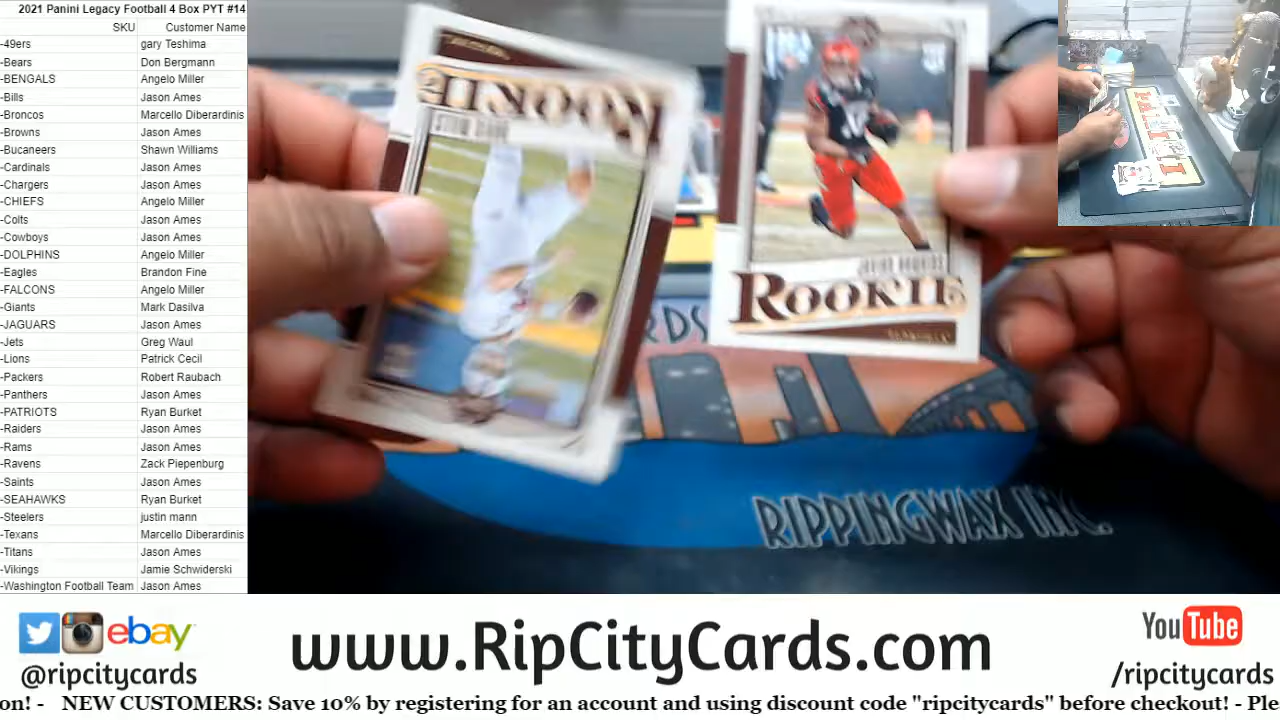 2021 Panini Legacy Football 4 Box PYT #14
SKU Customer Name
-49ers gary Teshima
-Bears Don Bergmann
-BENGALS Angelo Miller
-Bills Jason Ames
-Broncos Marcello Diberardinis
-Browns Jason Ames
-Bucaneers Shawn Williams
-Cardinals Jason Ames
-Chargers Jason Ames
-CHIEFS Angelo Miller
-Colts Jason Ames
-Cowboys Jason Ames
-DOLPHINS Angelo Miller
-Eagles Brandon Fine
-FALCONS Angelo Miller
-Giants Mark Dasilva
-JAGUARS Jason Ames
-Jets Greg Waul
-Lions Patrick Cecil
-Packers Robert Raubach
-Panthers Jason Ames
-PATRIOTS Ryan Burket
-Raiders Jason Ames
-Rams Jason Ames
-Ravens Zack Piepenburg
-Saints Jason Ames
-SEAHAWKS Ryan Burket
-Steelers justin mann
-Texans Marcello Diberardinis
-Titans Jason Ames
-Vikings Jamie Schwiderski
-Washington Football Team Jason Ames
ROOKIE
ROOKIE
RDS
RIPPINGWAX INC.
ebay
@ripcitycards
www.RipCityCards.com
YouTube
/ripcitycards
on! - NEW CUSTOMERS: Save 10% by registering for an account and using discount code "ripcitycards" before checkout! - Ple